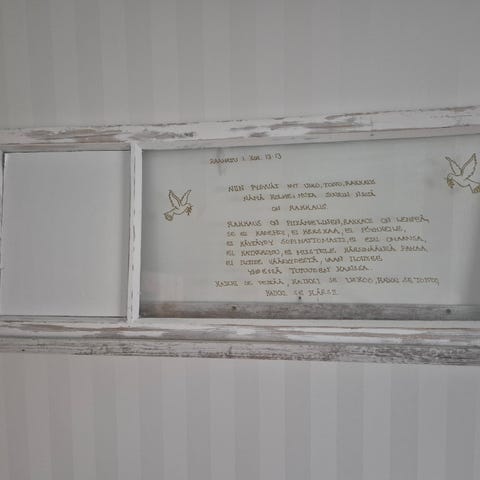 RAAMATTU 1. KOR. 13:13
NIIN PYSYVÄT NYT USKO, TOIVO, RAKKAUS
NÄMÄ KOLME; MUTTA SUURIN NIISTÄ
ON RAKKAUS.
RAKKAUS ON PITKÄMIELINEN, RAKKAUS ON LEMPEÄ,
SE EI KADEHDI, EI KERSKAA, EI PÖYHKEILE,
EI KÄYTTÄYDY SOPIMATTOMASTI, EI ETSI OMAANSA,
EI KATKEROIDU, EI MUISTELE KÄRSIMÄÄNSÄ PAHAA,
EI ILOITSE VÄÄRYYDESTÄ, VAAN ILOITSEE
YHDESSÄ TOTUUDEN KANSSA.
KAIKKI SE PEITTÄÄ, KAIKKI SE USKOO, KAIKKI SE TOIVOO,
KAIKKI SE KÄRSII